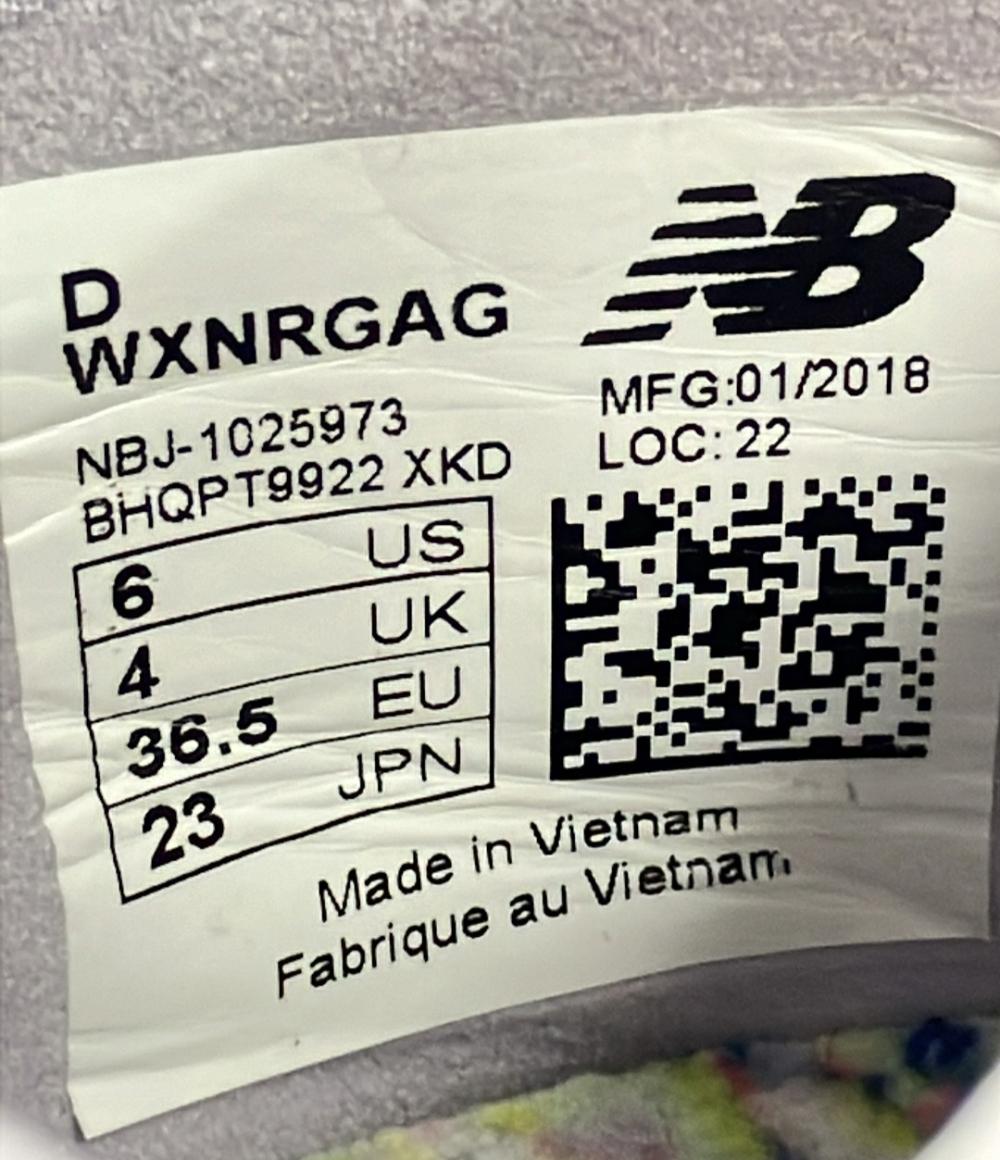 NB
D
WXNRGAG
NBJ-1025973
BHQPT9922 XKD
MFG:01/2018
LOC: 22
6 US
4 UK
36.5 EU
23 JPN
Made in Vietnam
Fabrique au Vietnam